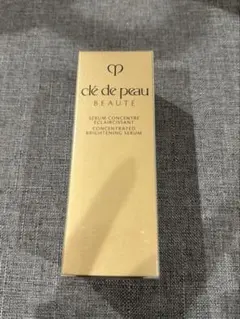 clé de peau
BEAUTÉ
SÉRUM CONCENTRÉ
ÉCLAIRCISSANT
CONCENTRATED
BRIGHTENING SERUM